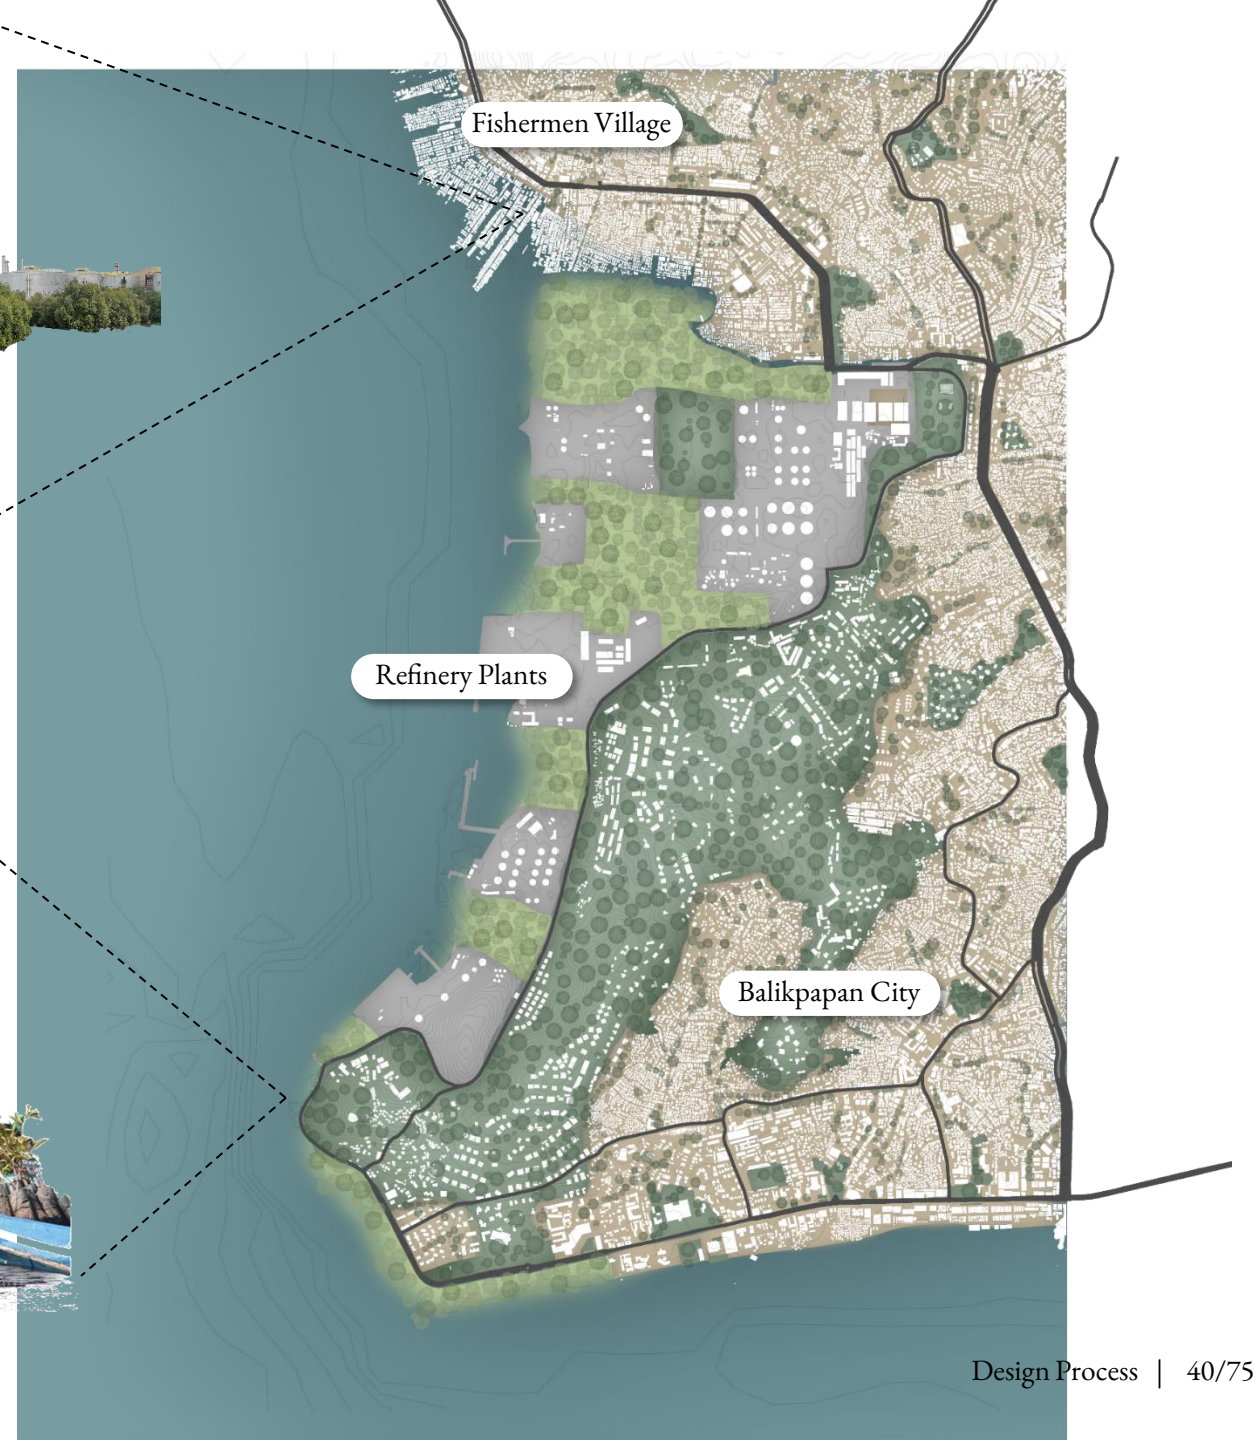 Fishermen Village
Refinery Plants
Balikpapan City
Design Process | 40/75